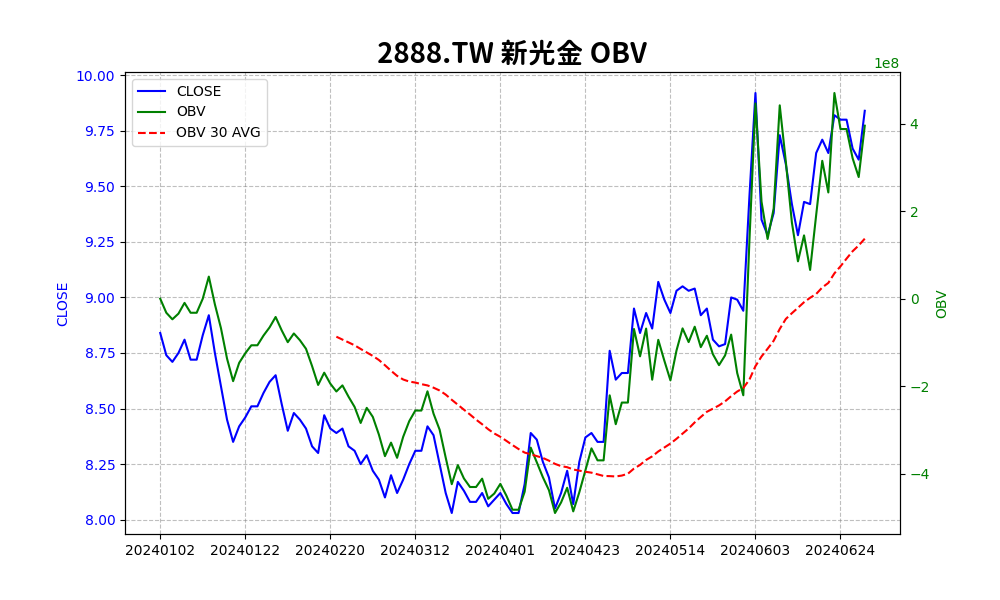 2888.TW 新光金 OBV
1e8
CLOSE
OBV
OBV 30 AVG
10.00
9.75
9.50
9.25
9.00
8.75
8.50
8.25
8.00
CLOSE
4
2
0
−2
−4
OBV
20240102 20240122 20240220 20240312 20240401 20240423 20240514 20240603 20240624